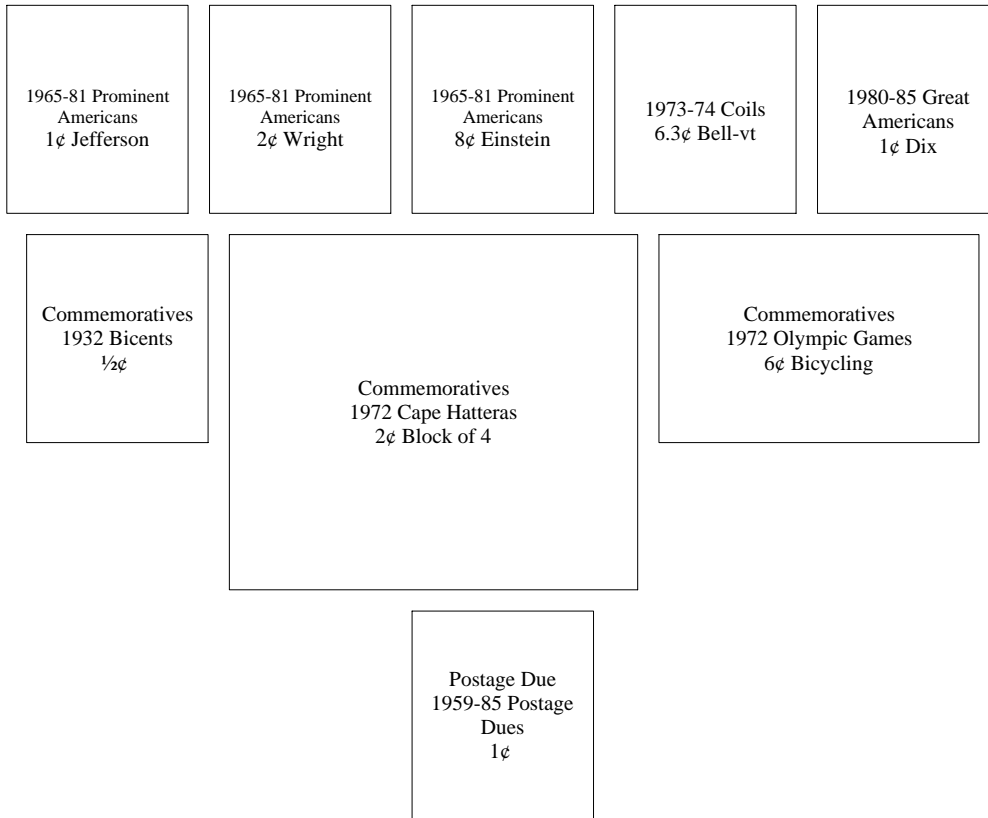 1965-81 Prominent
Americans
1¢ Jefferson
1965-81 Prominent
Americans
2¢ Wright
1965-81 Prominent
Americans
8¢ Einstein
1973-74 Coils
6.3¢ Bell-vt
1980-85 Great
Americans
1¢ Dix
Commemoratives
1932 Bicents
½¢
Commemoratives
1972 Cape Hatteras
2¢ Block of 4
Commemoratives
1972 Olympic Games
6¢ Bicycling
Postage Due
1959-85 Postage
Dues
1¢